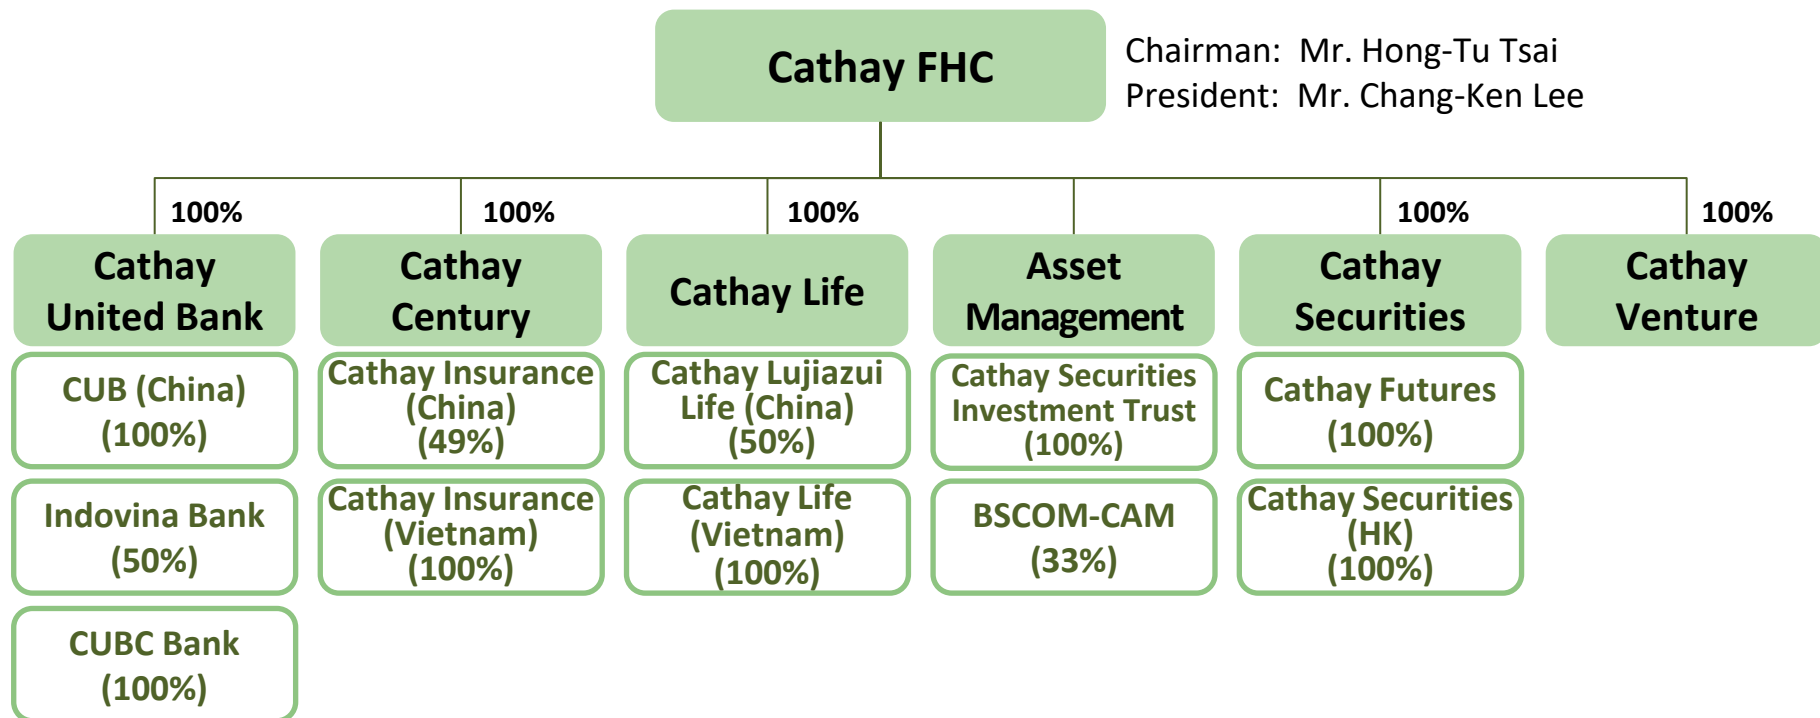 Cathay FHC
Chairman: Mr. Hong-Tu Tsai
President: Mr. Chang-Ken Lee
100%
100%
100%
100%
100%
Cathay
United Bank
Cathay
Century
Cathay Life
Asset
Management
Cathay
Securities
Cathay
Venture
CUB (China)
(100%)
Cathay Insurance
(China)
(49%)
Cathay Lujiazui
Life (China)
(50%)
Cathay Securities
Investment Trust
(100%)
Cathay Futures
(100%)
Indovina Bank
(50%)
Cathay Insurance
(Vietnam)
(100%)
Cathay Life
(Vietnam)
(100%)
BSCOM-CAM
(33%)
Cathay Securities
(HK)
(100%)
CUBC Bank
(100%)